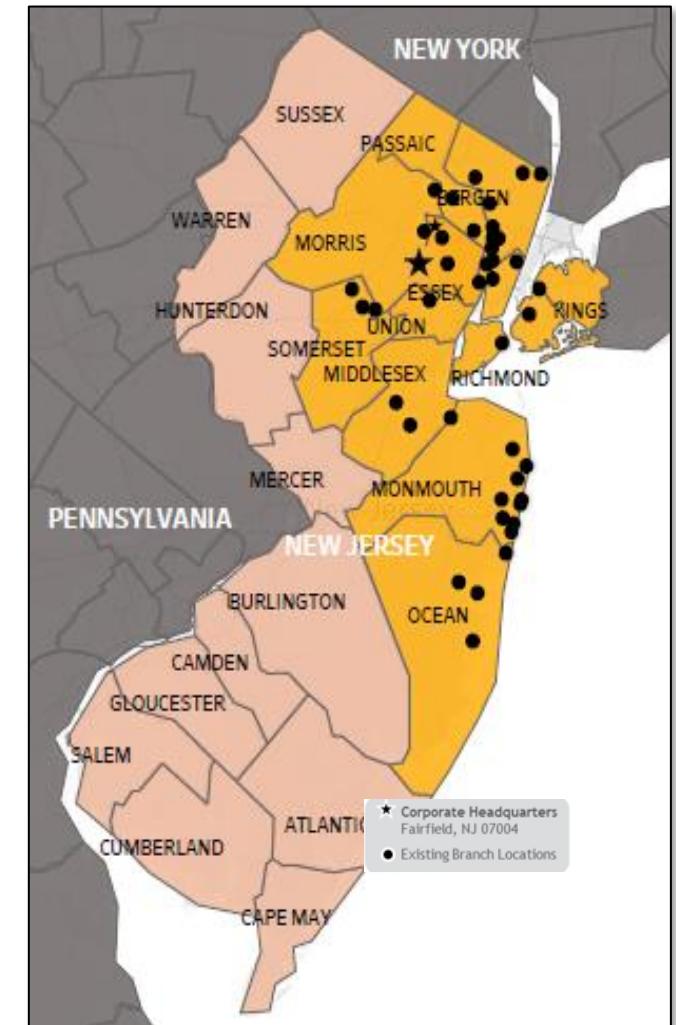 NEW YORK
SUSSEX
PASSAIC
BERGEN
WARREN
MORRIS
ESSEX
HUNTERDON
KINGS
UNION
SOMERSET
MIDDLESEX
RICHMOND
MERCER
MONMOUTH
PENNSYLVANIA
NEW JERSEY
BURLINGTON
OCEAN
CAMDEN
GLOUCESTER
SALEM
Corporate Headquarters
ATLANTIC
Fairfield, NJ 07004
CUMBERLAND
Existing Branch Locations
CAPE MAY